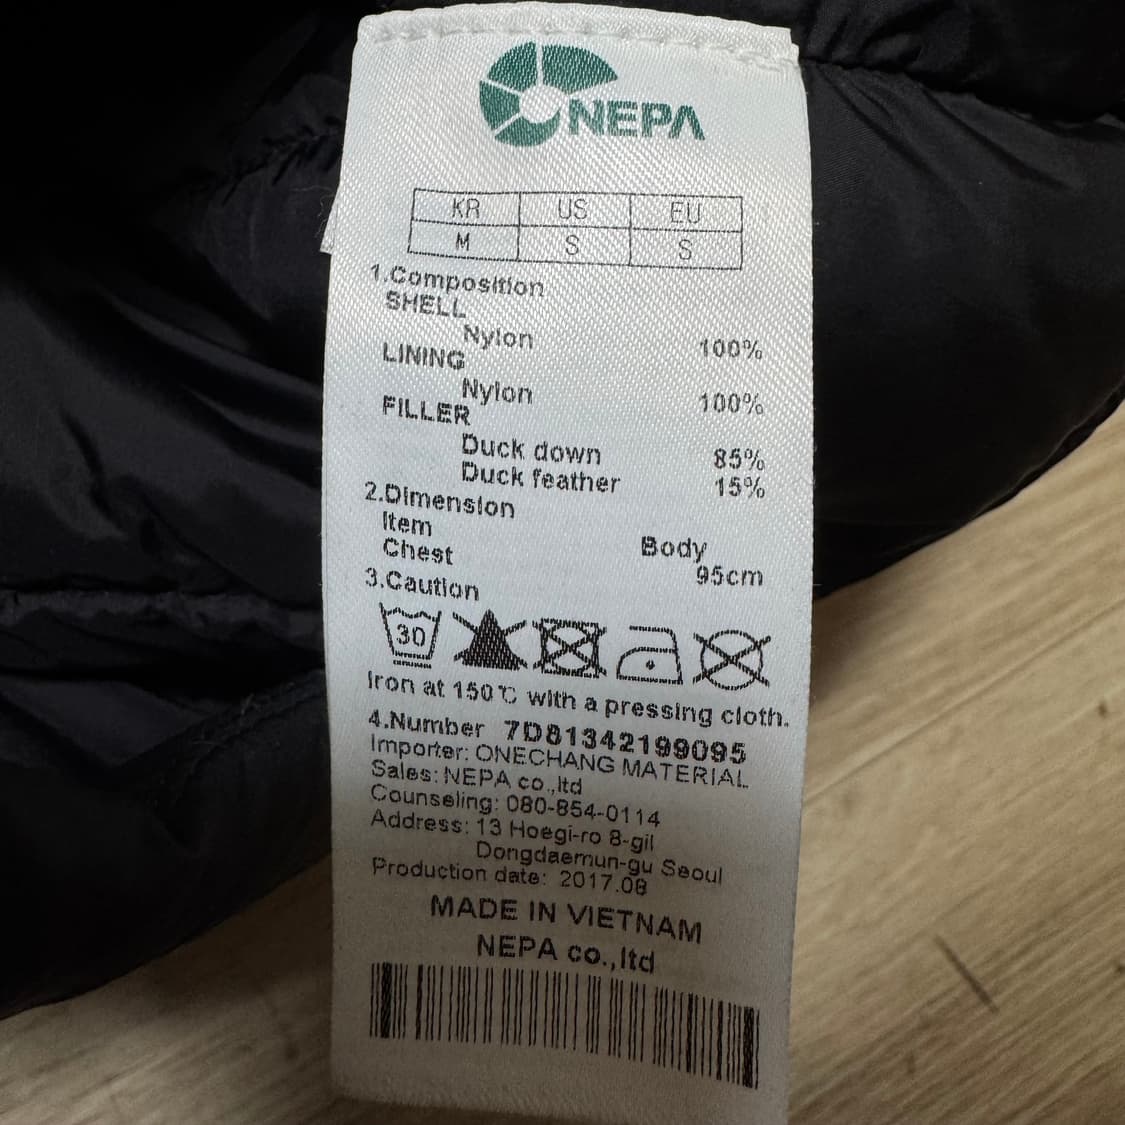 NEPA
KR US EU
M S S
1.Composition
SHELL
Nylon 100%
LINING
Nylon 100%
FILLER
Duck down 85%
Duck feather 15%
2.Dimension
Item Body
Chest 95cm
3.Caution
30
Iron at 150℃ with a pressing cloth.
4.Number 7D81342199095
Importer: ONECHANG MATERIAL
Sales: NEPA co.,ltd
Counseling: 080-854-0114
Address: 13 Hoegi-ro 8-gil
Dongdaemun-gu Seoul
Production date: 2017.08
MADE IN VIETNAM
NEPA co.,ltd